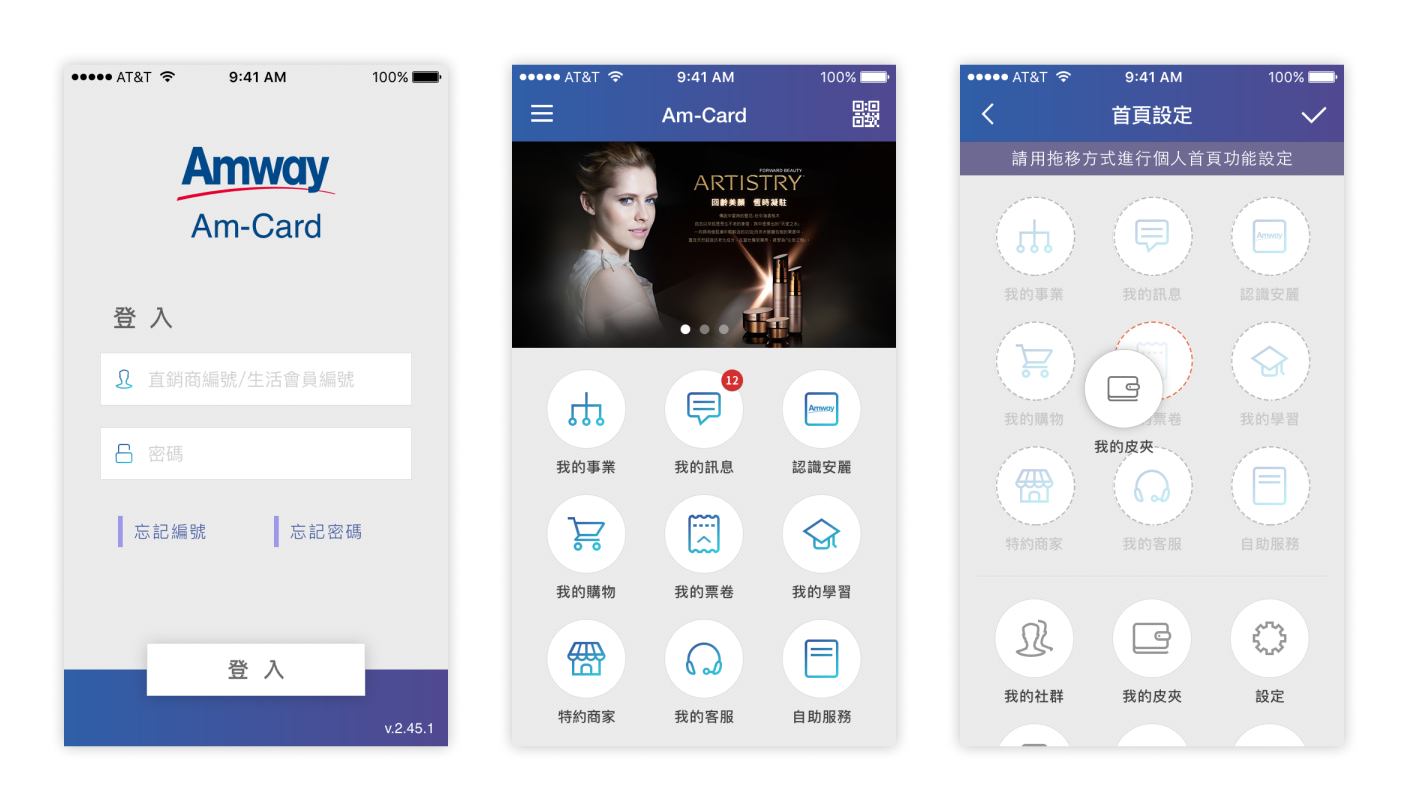 AT&T 9:41 AM 100%
Amway
Am-Card
登 入
直銷商編號/生活會員編號
密碼
忘記編號 忘記密碼
登 入
v.2.45.1
AT&T 9:41 AM 100%
Am-Card
FORWARD BEAUTY
ARTISTRY
回齡美顏 恆時凝駐
12
Amway
我的事業 我的訊息 認識安麗
我的購物 我的票卷 我的學習
特約商家 我的客服 自助服務
AT&T 9:41 AM 100%
首頁設定
請用拖移方式進行個人首頁功能設定
Amway
我的事業 我的訊息 認識安麗
我的購物 票卷 我的學習
我的皮夾
特約商家 我的客服 自助服務
我的社群 我的皮夾 設定